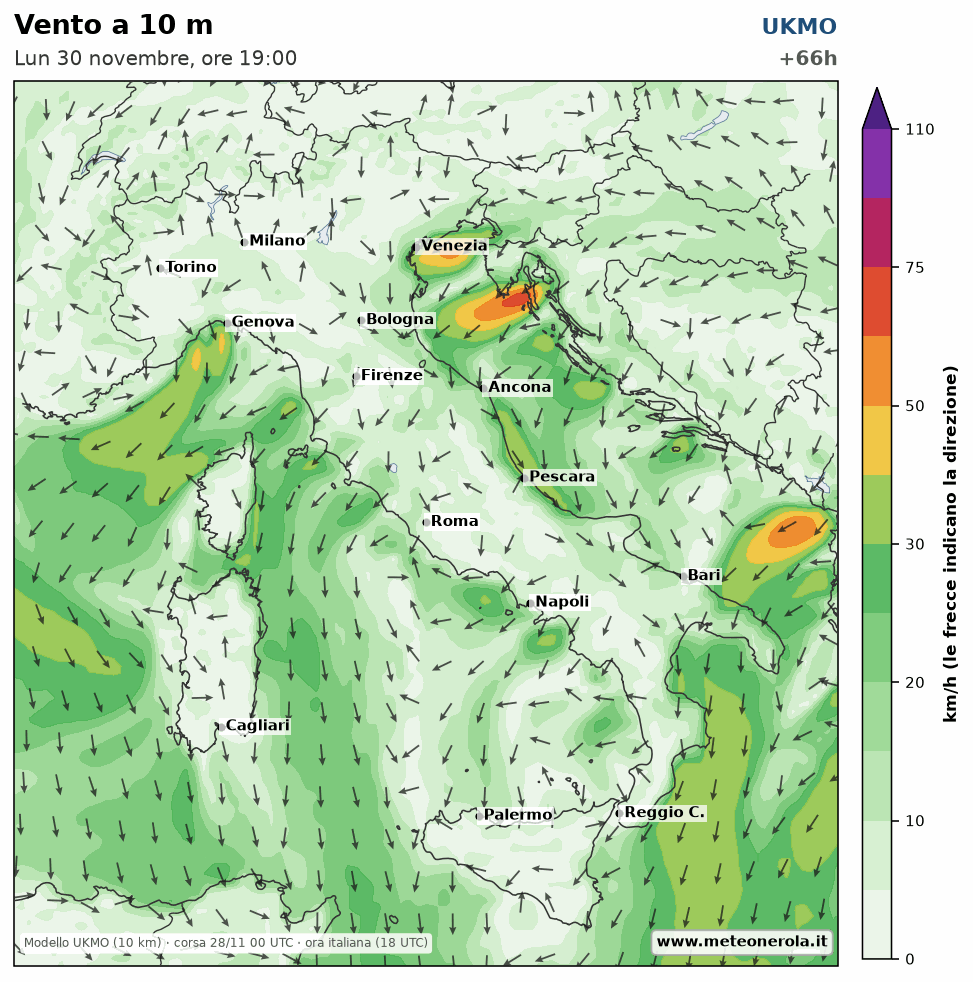 Vento a 10 m
UKMO
Lun 30 novembre, ore 19:00
+66h
110
75
50
30
20
10
0
km/h (le frecce indicano la direzione)
Venezia
Milano
Torino
Genova
Bologna
Firenze
Ancona
Pescara
Roma
Bari
Napoli
Cagliari
Palermo
Reggio C.
Modello UKMO (10 km) · corsa 28/11 00 UTC · ora italiana (18 UTC)
www.meteonerola.it